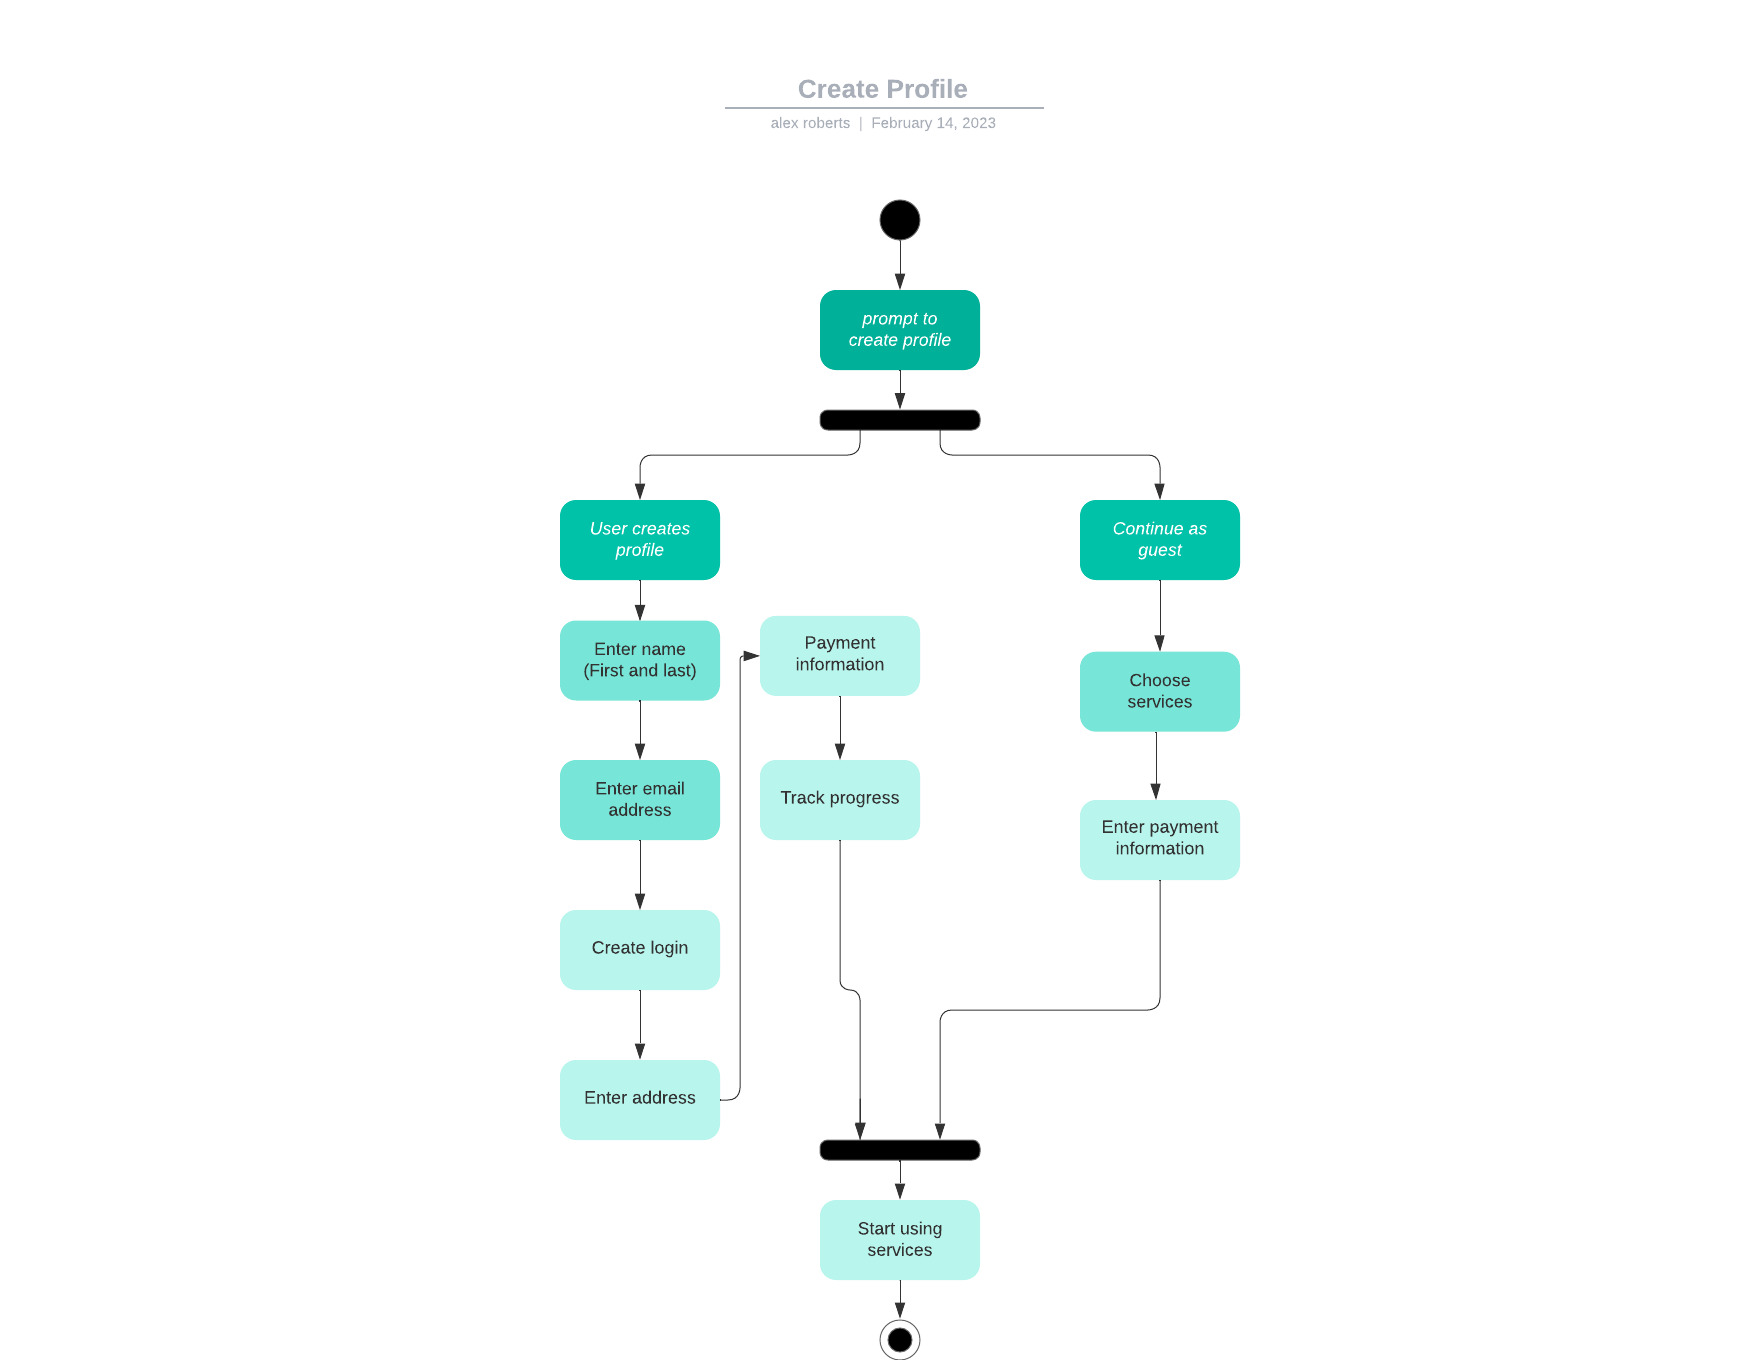 Create Profile
alex roberts | February 14, 2023
prompt to
create profile
User creates
profile
Continue as
guest
Enter name
(First and last)
Payment
information
Choose
services
Enter email
address
Track progress
Enter payment
information
Create login
Enter address
Start using
services